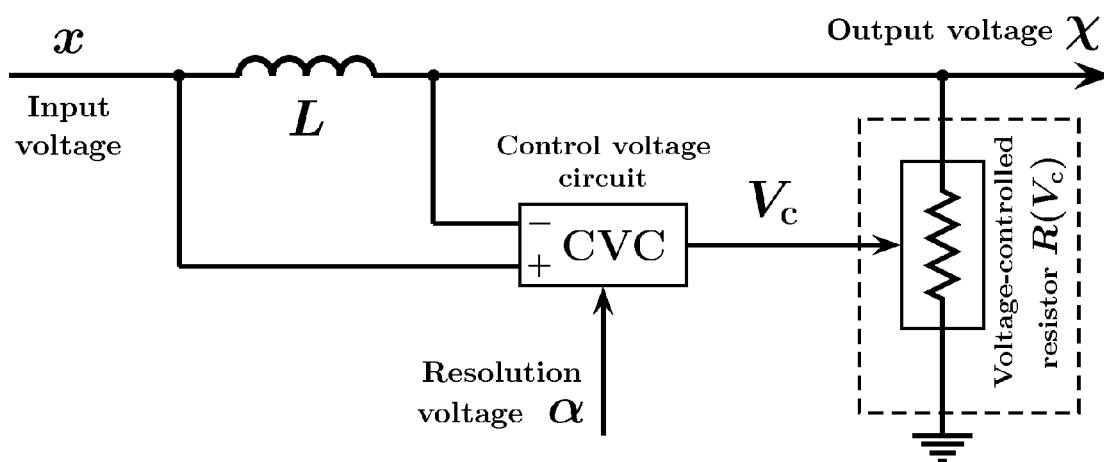 x
Output voltage χ
Input
voltage
L
Control voltage
circuit
V_c
− CVC
+
Voltage-controlled
resistor R(V_c)
Resolution
voltage α